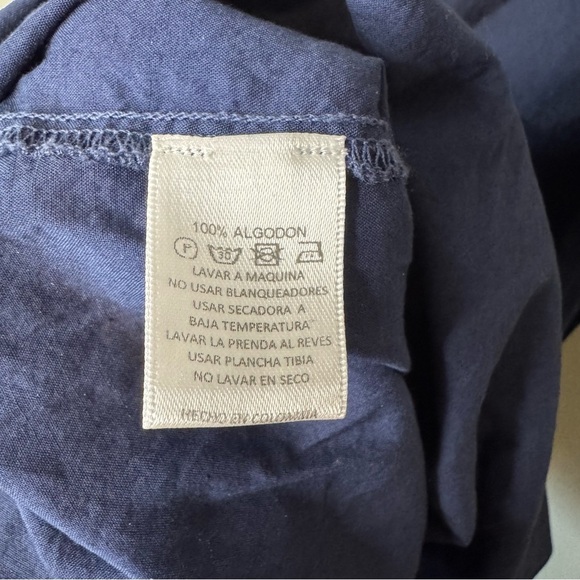 100% ALGODON
P 30
LAVAR A MAQUINA
NO USAR BLANQUEADORES
USAR SECADORA A
BAJA TEMPERATURA
LAVAR LA PRENDA AL REVES
USAR PLANCHA TIBIA
NO LAVAR EN SECO
HECHO EN COLOMBIA